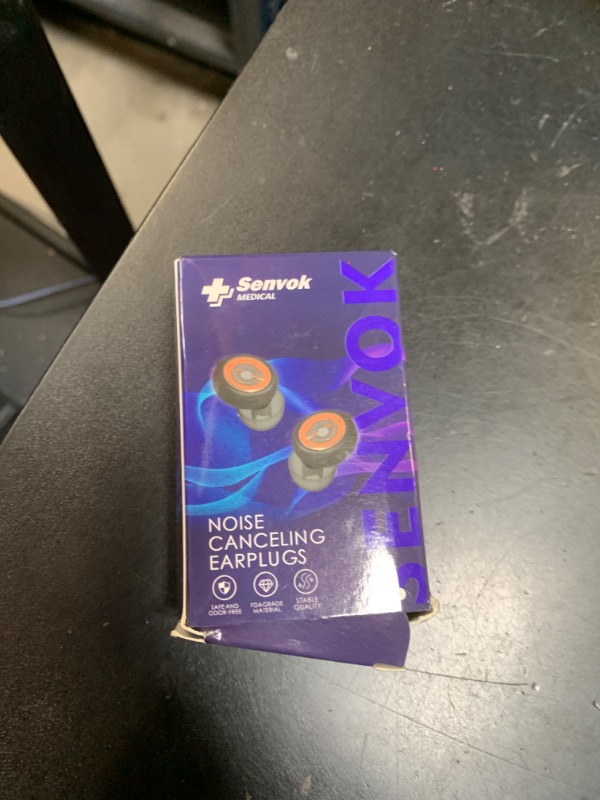 Senvok
MEDICAL
SENVOK
NOISE
CANCELING
EARPLUGS
SAFE AND
ODOR-FREE
FDAGRADE
MATERIAL
STABLE
QUALITY